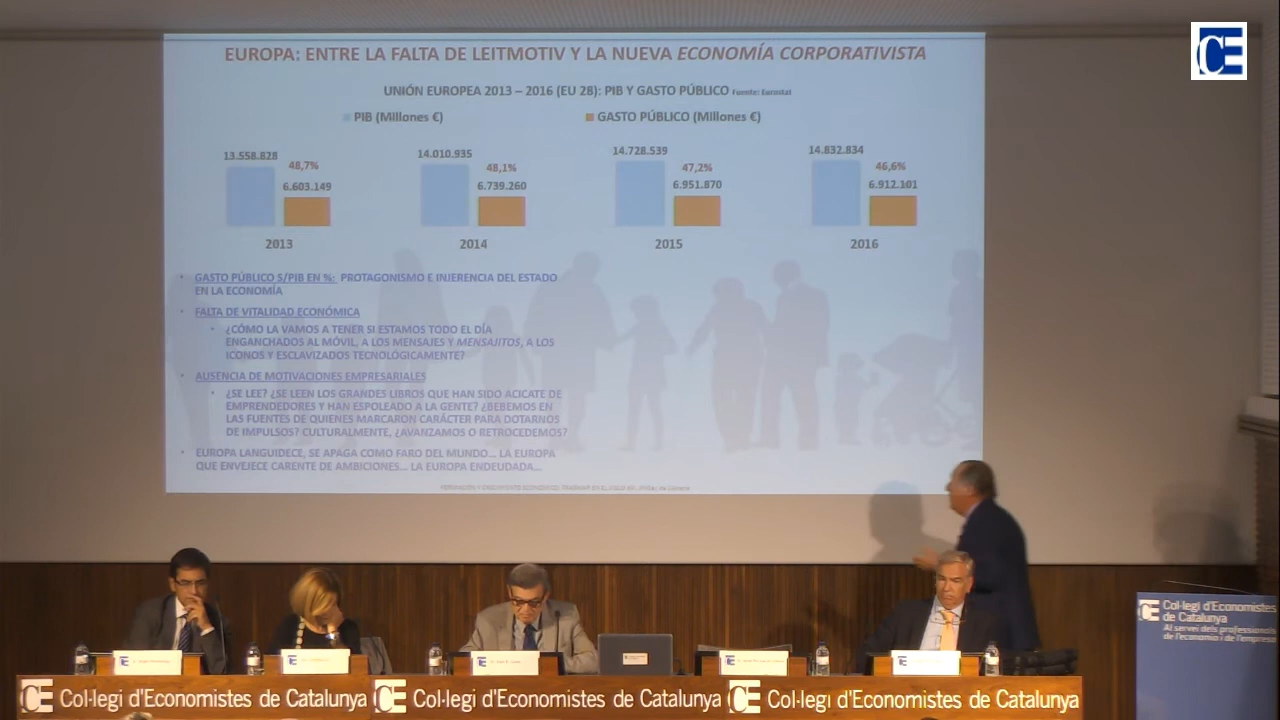 CE
EUROPA: ENTRE LA FALTA DE LEITMOTIV Y LA NUEVA ECONOMÍA CORPORATIVISTA
UNIÓN EUROPEA 2013 – 2016 (EU 28): PIB Y GASTO PÚBLICO Fuente: Eurostat
PIB (Millones €) GASTO PÚBLICO (Millones €)
13.558.828 48,7% 6.603.149
14.010.935 48,1% 6.739.260
14.728.539 47,2% 6.951.870
14.832.834 46,6% 6.912.101
2013 2014 2015 2016
• GASTO PÚBLICO S/PIB EN %: PROTAGONISMO E INJERENCIA DEL ESTADO
EN LA ECONOMÍA
• FALTA DE VITALIDAD ECONÓMICA
• ¿CÓMO LA VAMOS A TENER SI ESTAMOS TODO EL DÍA
ENGANCHADOS AL MÓVIL, A LOS MENSAJES Y MENSAJITOS, A LOS
ICONOS Y ESCLAVIZADOS TECNOLÓGICAMENTE?
• AUSENCIA DE MOTIVACIONES EMPRESARIALES
• ¿SE LEE? ¿SE LEEN LOS GRANDES LIBROS QUE HAN SIDO ACICATE DE
EMPRENDEDORES Y HAN ESPOLEADO A LA GENTE? ¿BEBEMOS EN
LAS FUENTES DE QUIENES MARCARON CARÁCTER PARA DOTARNOS
DE IMPULSOS? CULTURALMENTE, ¿AVANZAMOS O RETROCEDEMOS?
• EUROPA LANGUIDECE, SE APAGA COMO FARO DEL MUNDO... LA EUROPA
QUE ENVEJECE CARENTE DE AMBICIONES... LA EUROPA ENDEUDADA...
CE Col·legi d'Economistes
de Catalunya
Al servei dels professionals
de l'economia i de l'empresa
CE Col·legi d'Economistes de Catalunya CE Col·legi d'Economistes de Catalunya CE Col·legi d'Economistes de Catalunya